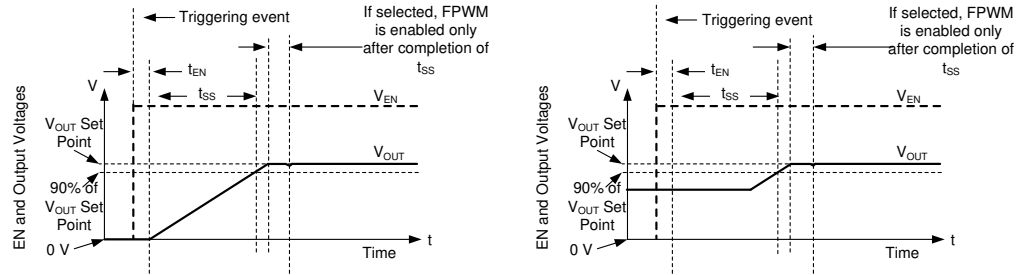 Triggering event
If selected, FPWM
is enabled only
after completion of
tSS
tEN
V
tSS
VEN
EN and Output Voltages
VOUT Set
Point
VOUT
90% of
VOUT Set
Point
0 V
t
Time
Triggering event
If selected, FPWM
is enabled only
after completion of
tSS
tEN
V
tSS
VEN
EN and Output Voltages
VOUT Set
Point
VOUT
90% of
VOUT Set
Point
0 V
t
Time